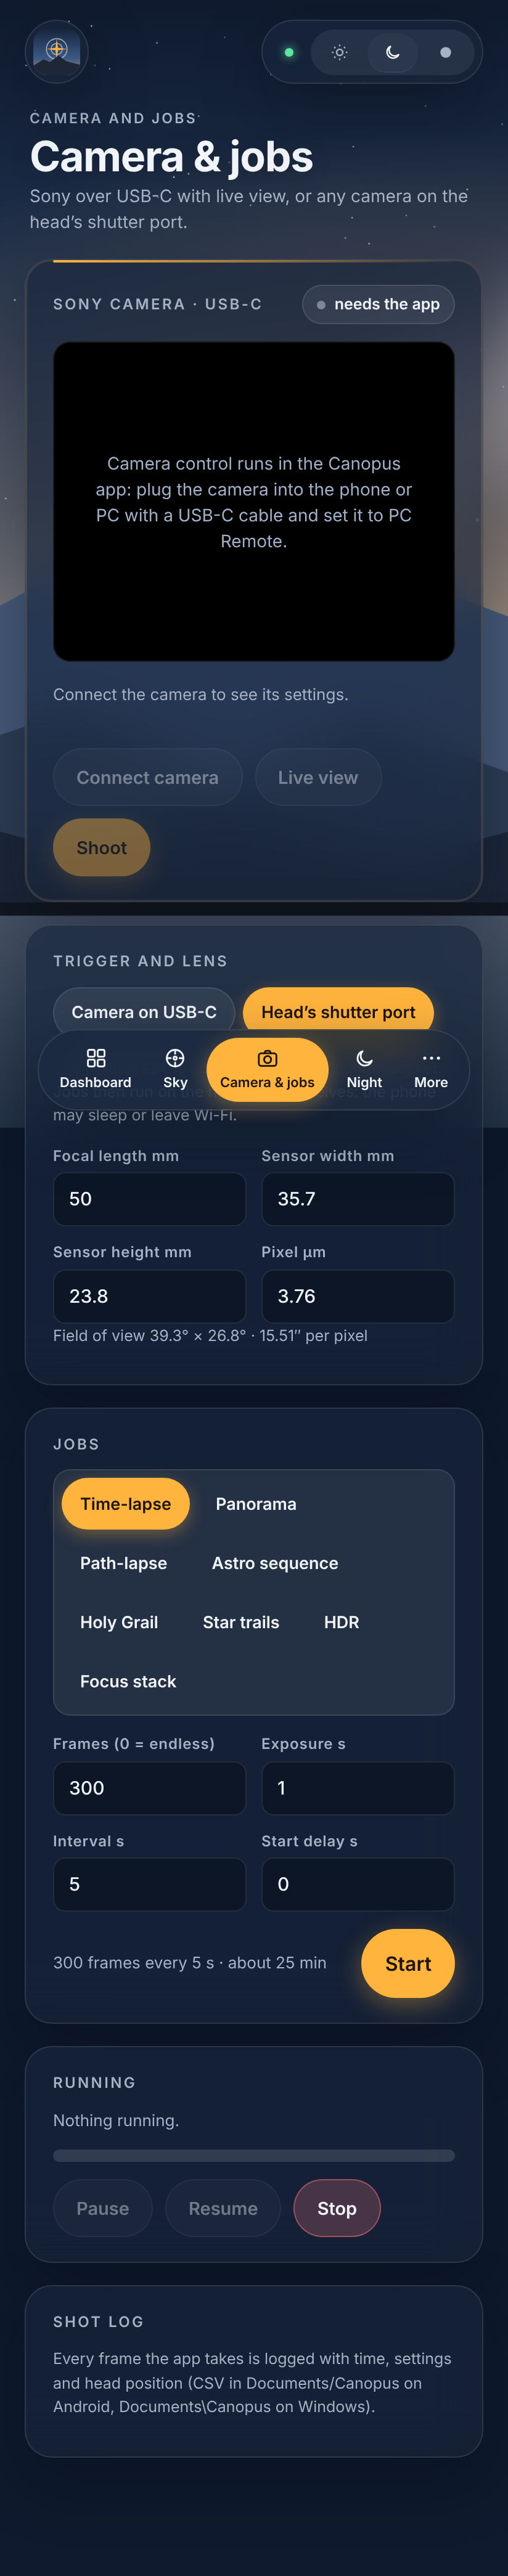 CAMERA AND JOBS
Camera & jobs
Sony over USB-C with live view, or any camera on the
head’s shutter port.
SONY CAMERA · USB-C
needs the app
Camera control runs in the Canopus
app: plug the camera into the phone or
PC with a USB-C cable and set it to PC
Remote.
Connect the camera to see its settings.
Connect camera
Live view
Shoot
TRIGGER AND LENS
Camera on USB-C
Head’s shutter port
Dashboard
Sky
Camera & jobs
Night
More
may sleep or leave Wi-Fi.
Focal length mm
Sensor width mm
50
35.7
Sensor height mm
Pixel µm
23.8
3.76
Field of view 39.3° × 26.8° · 15.51″ per pixel
JOBS
Time-lapse
Panorama
Path-lapse
Astro sequence
Holy Grail
Star trails
HDR
Focus stack
Frames (0 = endless)
Exposure s
300
1
Interval s
Start delay s
5
0
300 frames every 5 s · about 25 min
Start
RUNNING
Nothing running.
Pause
Resume
Stop
SHOT LOG
Every frame the app takes is logged with time, settings
and head position (CSV in Documents/Canopus on
Android, Documents\Canopus on Windows).